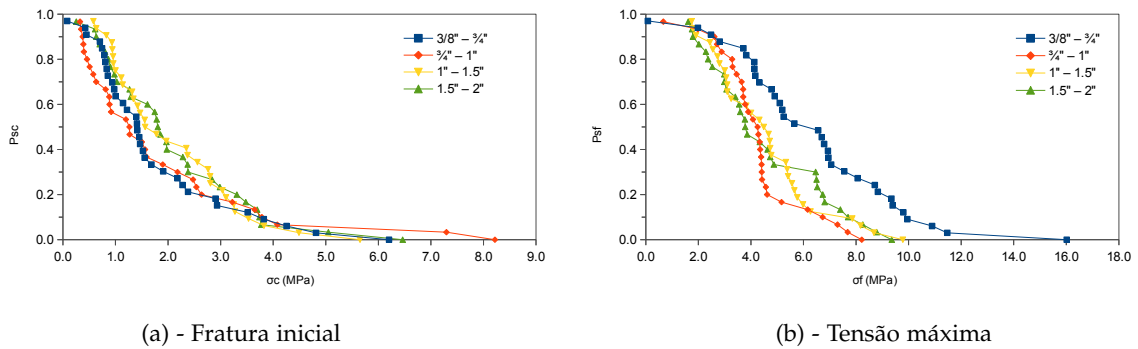 1.0
0.8
0.6
0.4
0.2
0.0
Psc
3/8" – ¾"
¾" – 1"
1" – 1.5"
1.5" – 2"
0.0 1.0 2.0 3.0 4.0 5.0 6.0 7.0 8.0 9.0
σc (MPa)
(a) - Fratura inicial
1.0
0.8
0.6
0.4
0.2
0.0
Psf
3/8" – ¾"
¾" – 1"
1" – 1.5"
1.5" – 2"
0.0 2.0 4.0 6.0 8.0 10.0 12.0 14.0 16.0 18.0
σf (MPa)
(b) - Tensão máxima